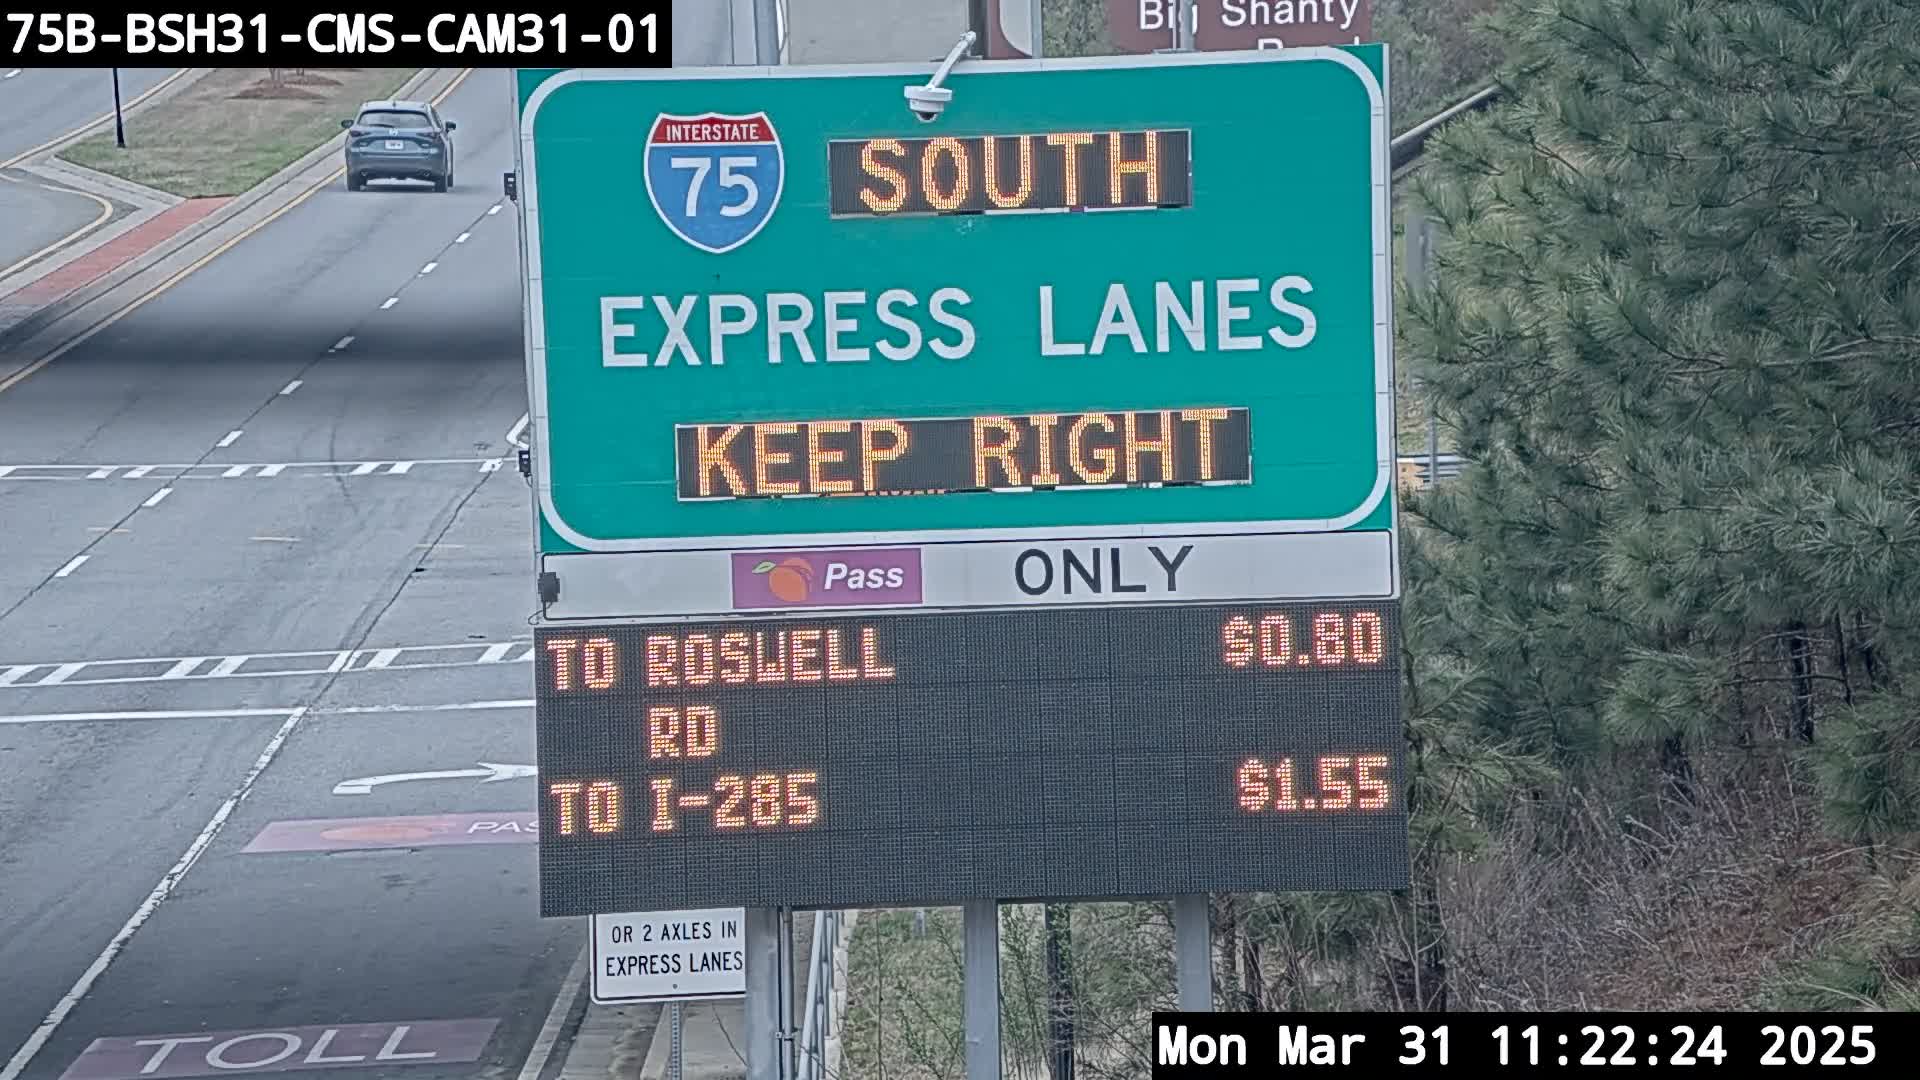 75B-BSH31-CMS-CAM31-01
Big Shanty
INTERSTATE
75
SOUTH
EXPRESS LANES
KEEP RIGHT
Pass ONLY
TO ROSWELL $0.80
RD
TO I-285 $1.55
OR 2 AXLES IN
EXPRESS LANES
TOLL
Mon Mar 31 11:22:24 2025